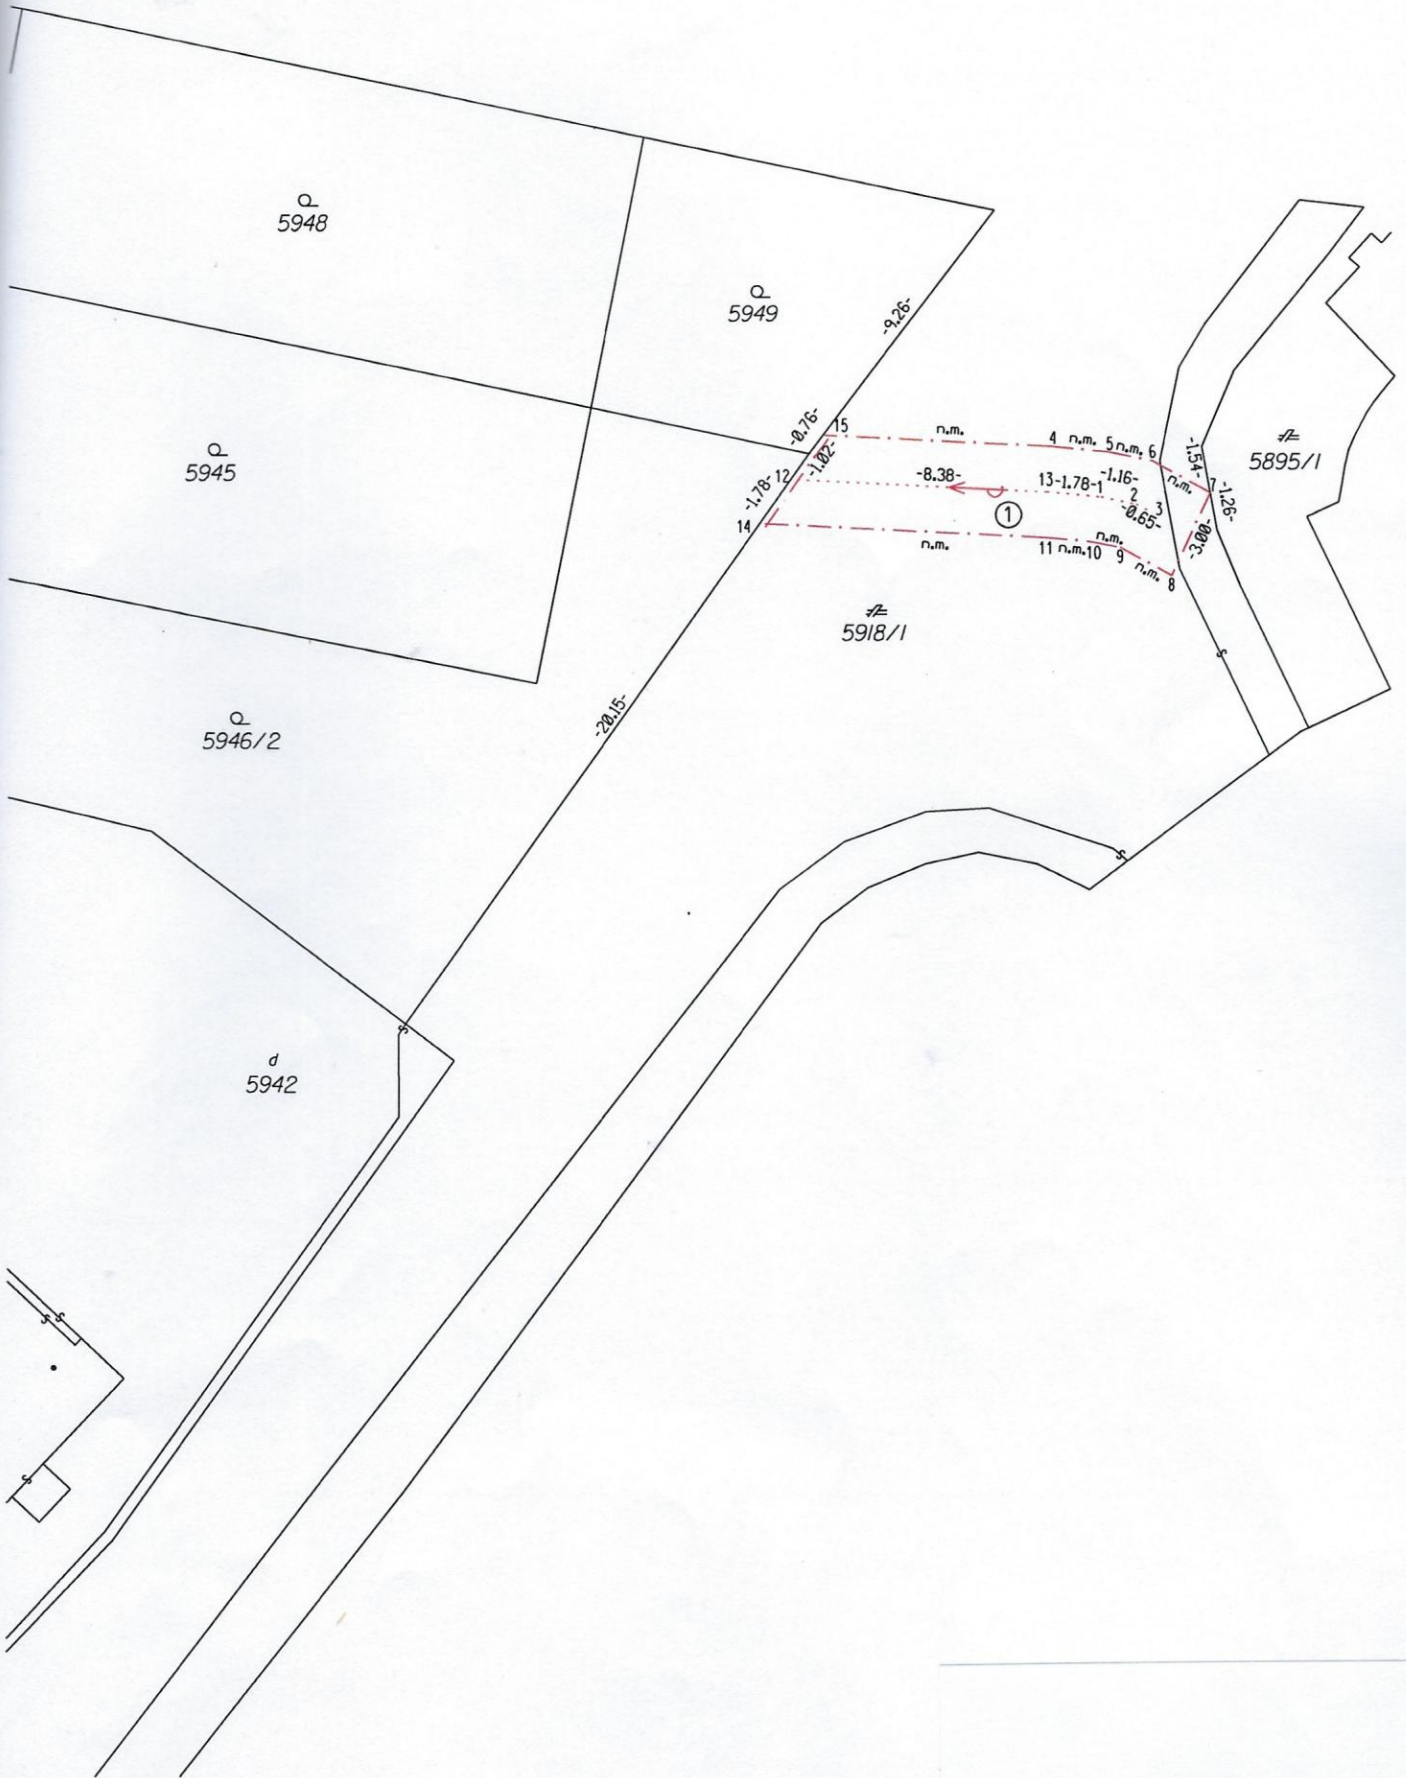 5948
5949
-9.26-
-0.76-
15
n.m.
4 n.m. 5 n.m. 6
-1.54-
5895/1
5945
-1.02-
-1.78- 12
-8.38-
13 -1.78- 1
-1.16-
2
3
-0.65-
n.m.
7
-1.26-
14
1
n.m.
11 n.m. 10
n.m.
9
n.m.
8
-3.00-
5918/1
-20.15-
5946/2
d
5942